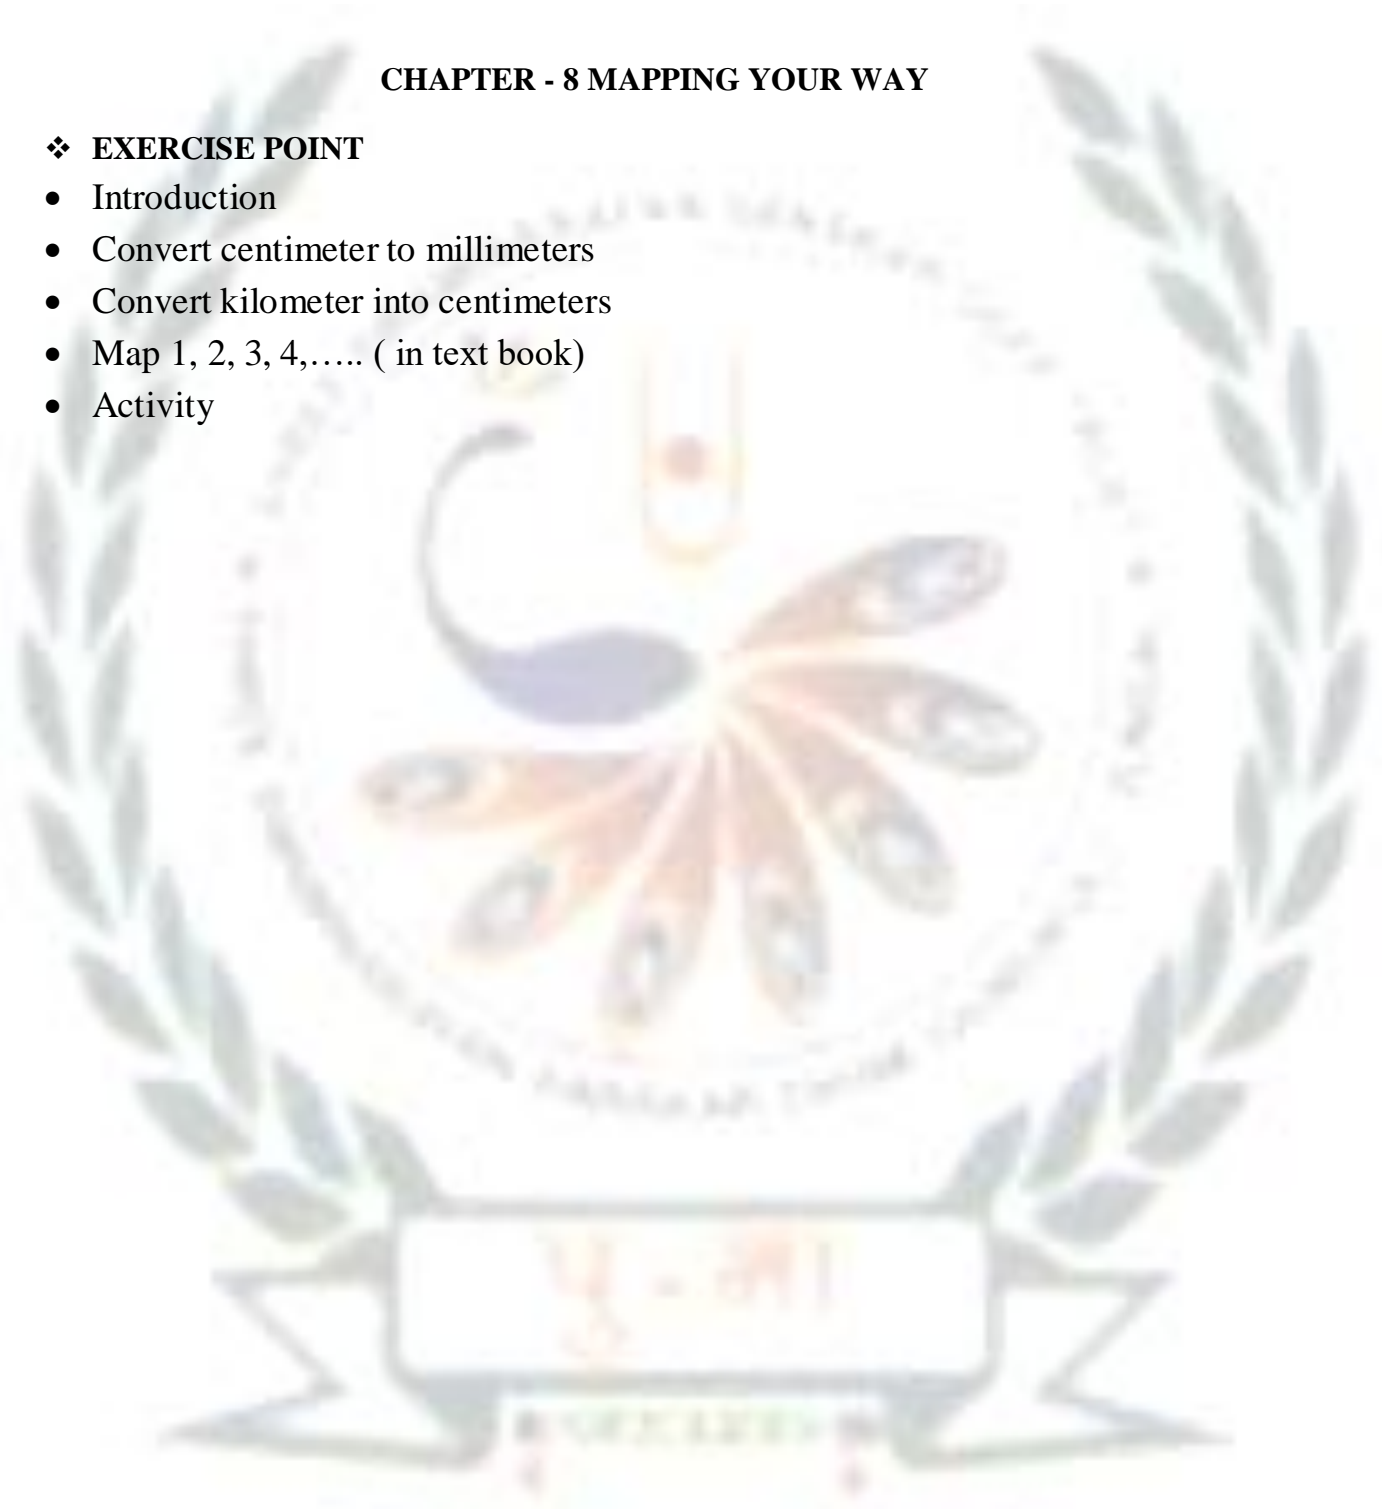 CHAPTER - 8 MAPPING YOUR WAY
❖ EXERCISE POINT
• Introduction
• Convert centimeter to millimeters
• Convert kilometer into centimeters
• Map 1, 2, 3, 4,….. ( in text book)
• Activity